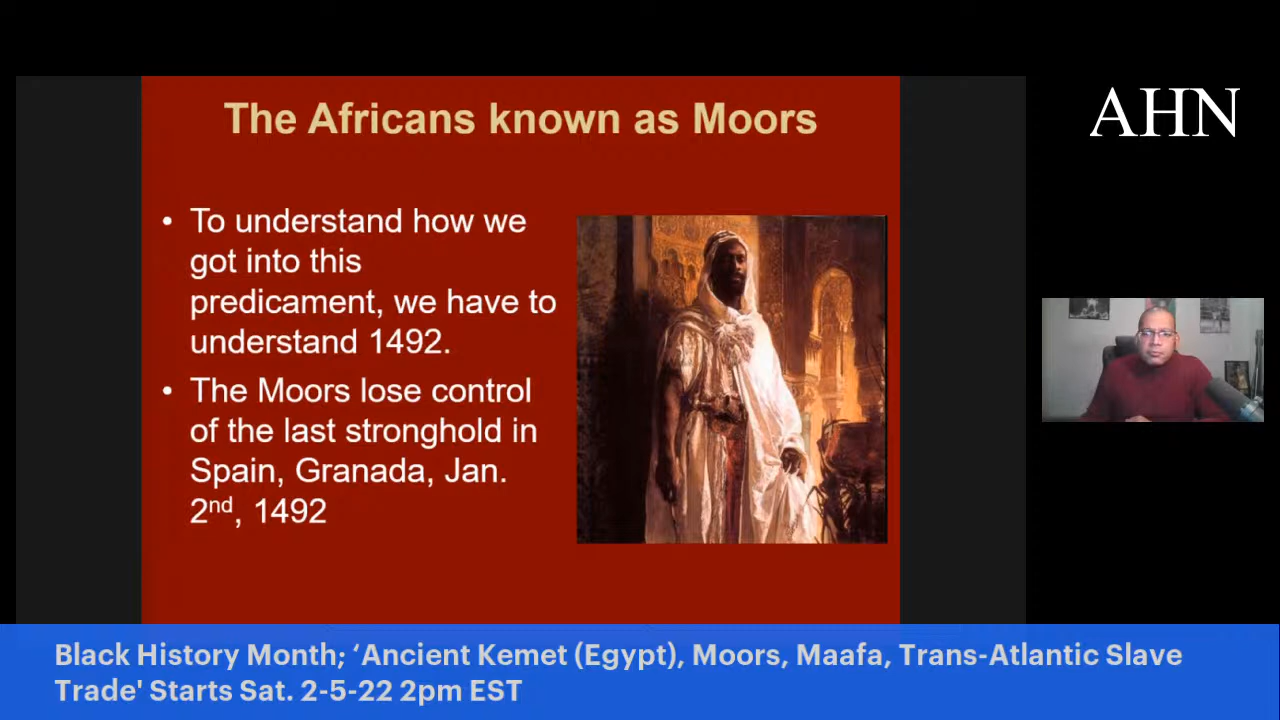 The Africans known as Moors
AHN
• To understand how we
got into this
predicament, we have to
understand 1492.
• The Moors lose control
of the last stronghold in
Spain, Granada, Jan.
2nd, 1492
Black History Month; ‘Ancient Kemet (Egypt), Moors, Maafa, Trans-Atlantic Slave
Trade' Starts Sat. 2-5-22 2pm EST